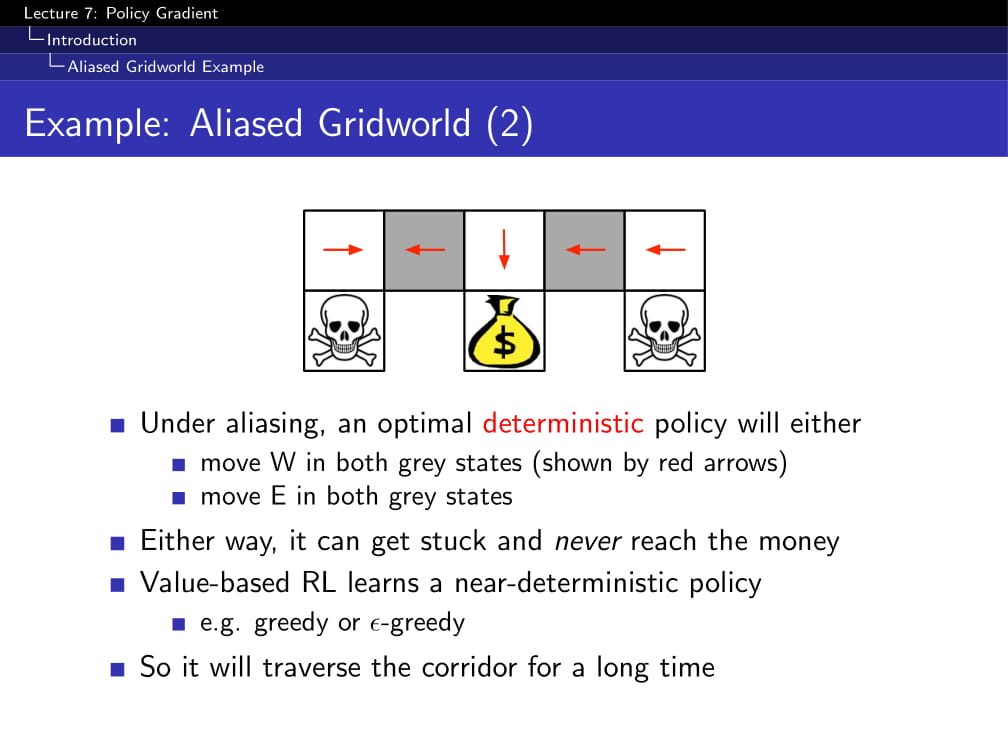 Lecture 7: Policy Gradient
Introduction
Aliased Gridworld Example
Example: Aliased Gridworld (2)
$
Under aliasing, an optimal deterministic policy will either
move W in both grey states (shown by red arrows)
move E in both grey states
Either way, it can get stuck and never reach the money
Value-based RL learns a near-deterministic policy
e.g. greedy or ϵ-greedy
So it will traverse the corridor for a long time